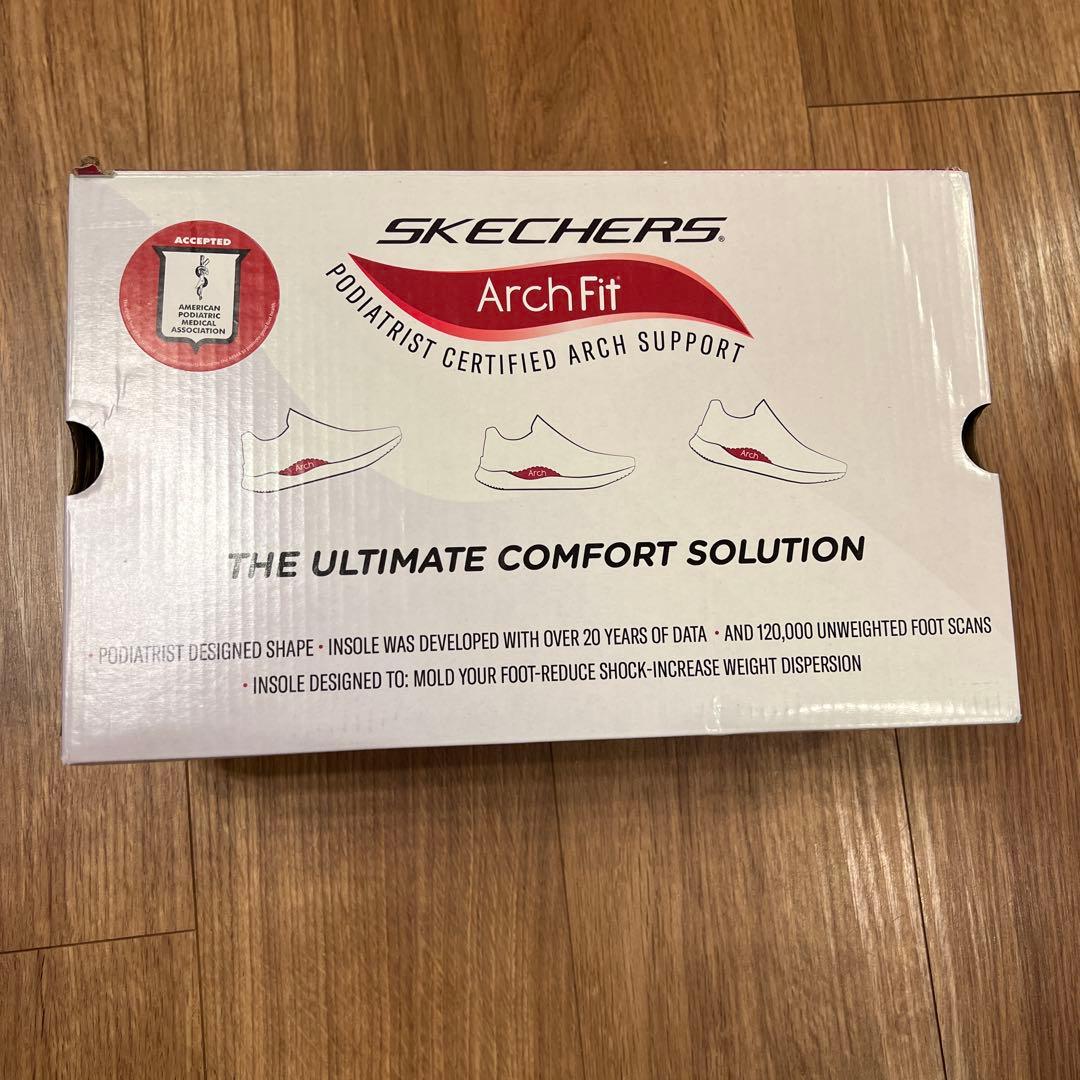 SKECHERS®
ArchFit®
PODIATRIST CERTIFIED ARCH SUPPORT
ACCEPTED
AMERICAN
PODIATRIC
MEDICAL
ASSOCIATION
Arch
Arch
Arch
THE ULTIMATE COMFORT SOLUTION
• PODIATRIST DESIGNED SHAPE • INSOLE WAS DEVELOPED WITH OVER 20 YEARS OF DATA • AND 120,000 UNWEIGHTED FOOT SCANS
• INSOLE DESIGNED TO: MOLD YOUR FOOT-REDUCE SHOCK-INCREASE WEIGHT DISPERSION